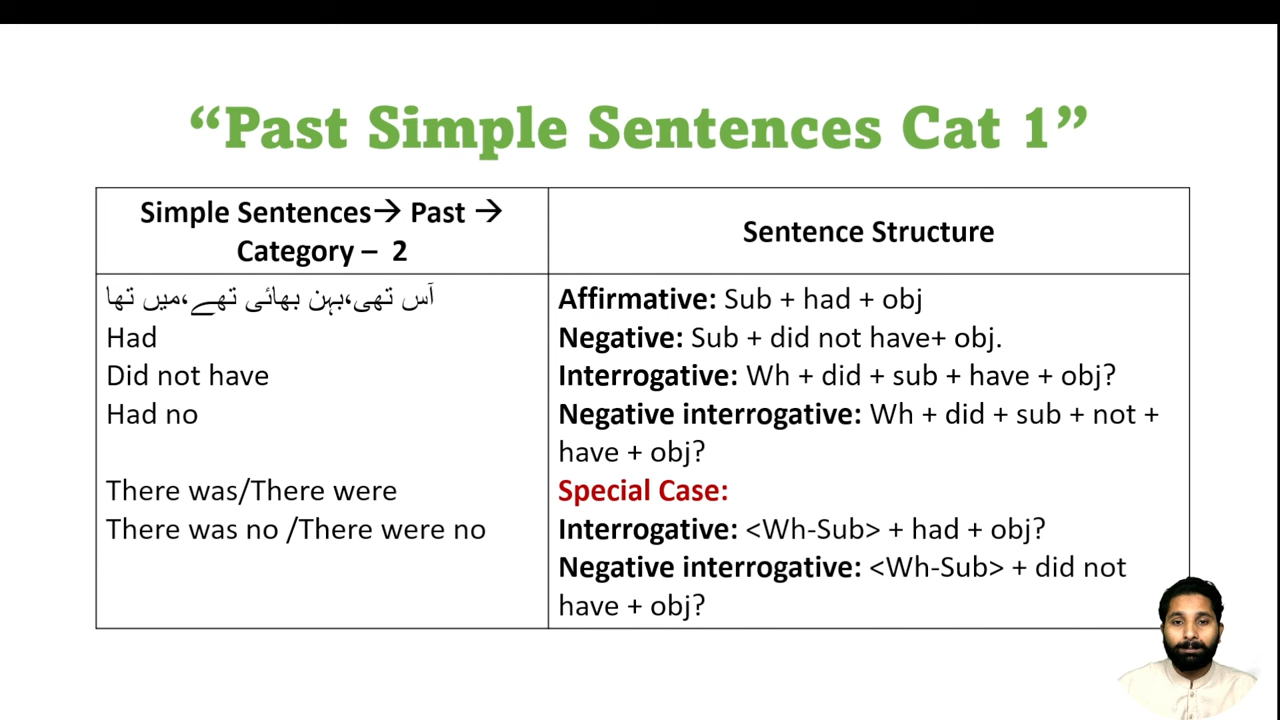 “Past Simple Sentences Cat 1”
Simple Sentences→ Past →
Category – 2
Sentence Structure
آس تھی،بہن بھائی تھے،میں تھا
Had
Did not have
Had no
There was/There were
There was no /There were no
Affirmative: Sub + had + obj
Negative: Sub + did not have+ obj.
Interrogative: Wh + did + sub + have + obj?
Negative interrogative: Wh + did + sub + not +
have + obj?
Special Case:
Interrogative: <Wh-Sub> + had + obj?
Negative interrogative: <Wh-Sub> + did not
have + obj?